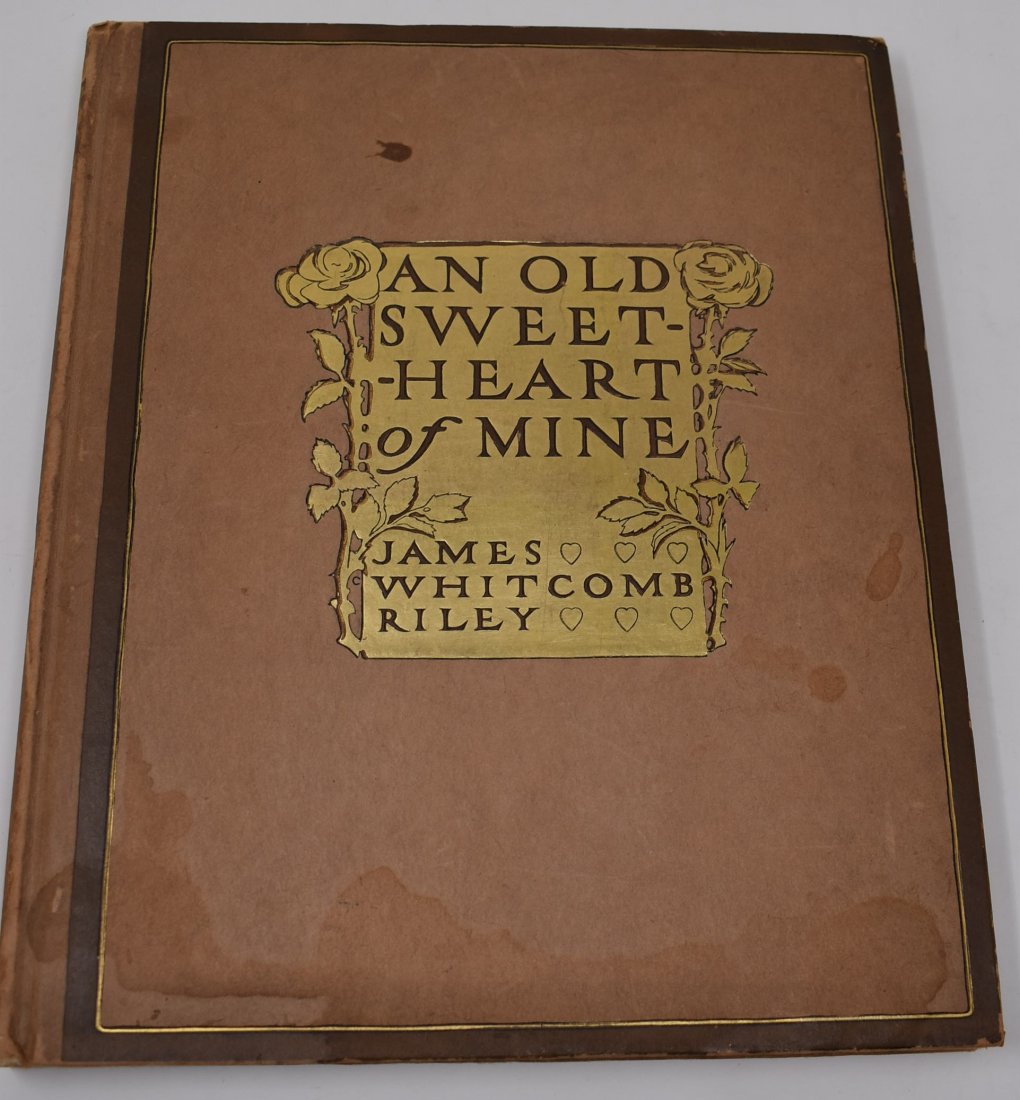 AN OLD
SWEET-
-HEART
of MINE
JAMES
WHITCOMB
RILEY